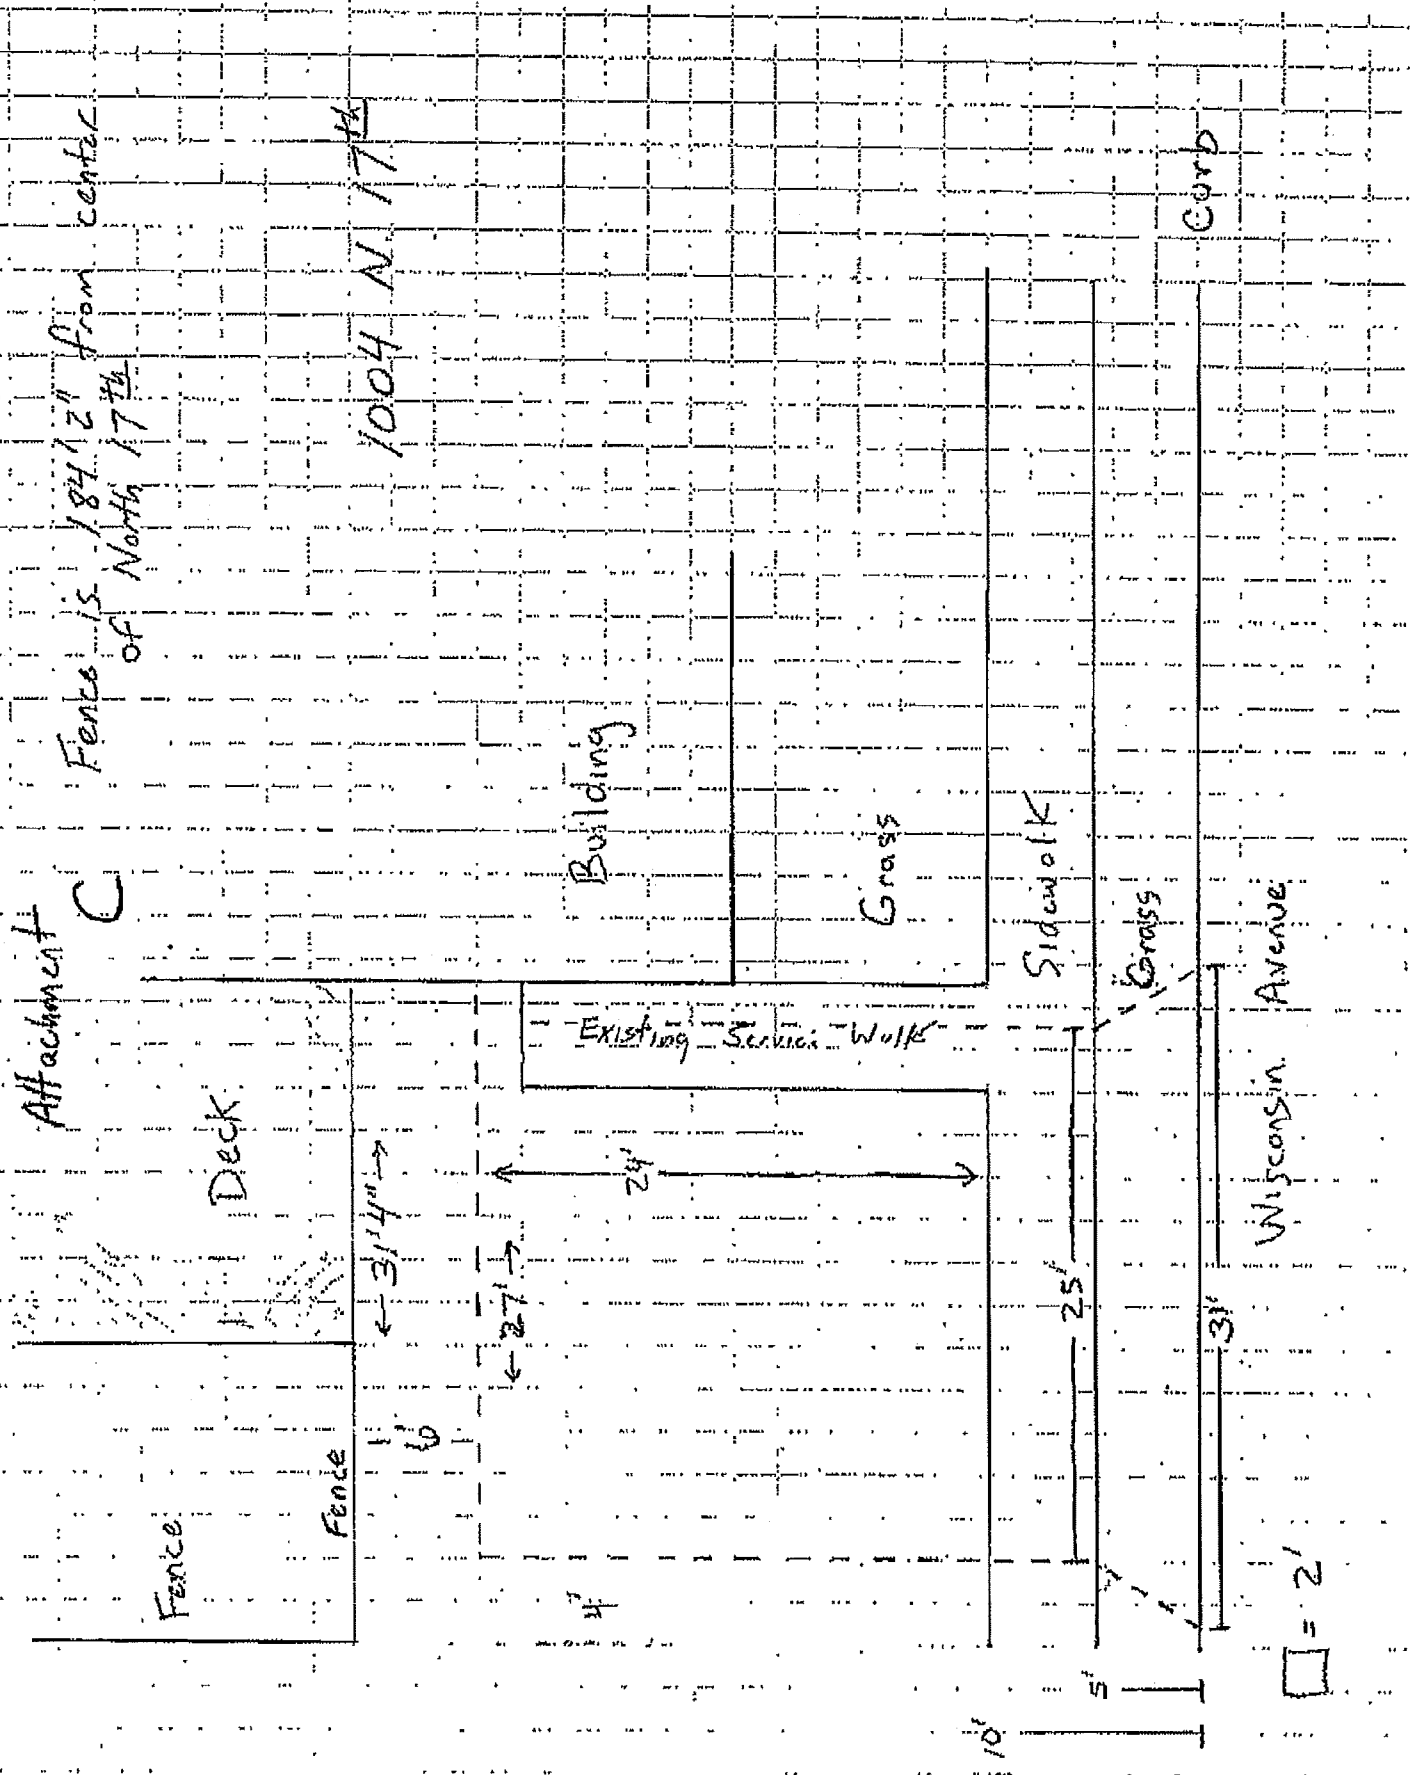 Attachment
C
Fence is 184'2" from center
of North 17th
1004 N. 17th
Fence
Fence
Deck
←31'4"→
6'
←27'→
Building
4'
24'
Existing Service Walk
Grass
10'
Sidewalk
25'
5'
Grass
Curb
31'
Wisconsin Avenue
= 2'